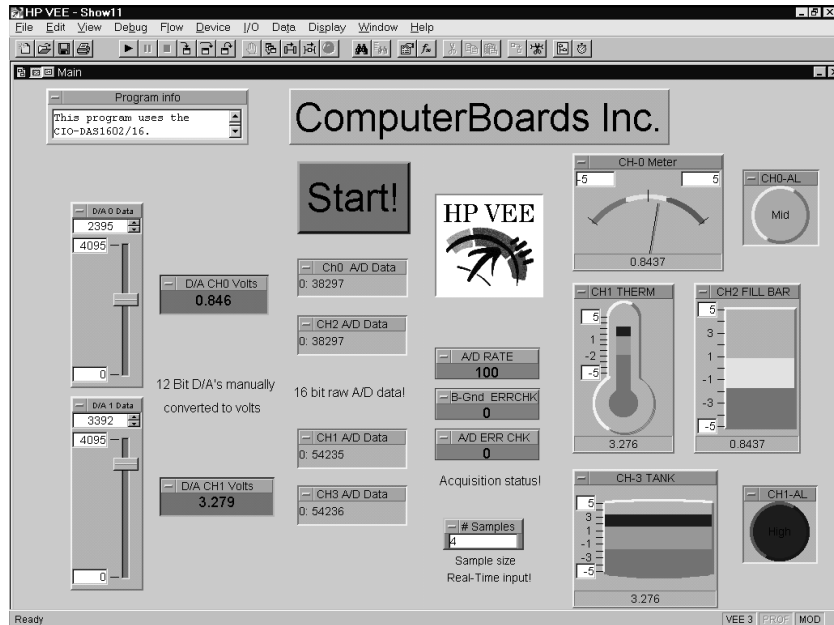 HP VEE - Show11
File Edit View Debug Flow Device I/O Data Display Window Help
Main
Program info
This program uses the
CIO-DAS1602/16.
ComputerBoards Inc.
Start!
HP VEE
CH-0 Meter
-5 5
0.8437
CH0-AL
Mid
D/A 0 Data
2395
4095
0
D/A CH0 Volts
0.846
12 Bit D/A's manually
converted to volts
D/A 1 Data
3392
4095
0
D/A CH1 Volts
3.279
Ch0 A/D Data
0: 38297
CH2 A/D Data
0: 38297
16 bit raw A/D data!
CH1 A/D Data
0: 54235
CH3 A/D Data
0: 54236
A/D RATE
100
B-Gnd ERRCHK
0
A/D ERR CHK
0
Acquisition status!
# Samples
4
Sample size
Real-Time input!
CH1 THERM
5
1
-2
-5
3.276
CH2 FILL BAR
5
3
1
-1
-3
-5
0.8437
CH-3 TANK
5
3
1
-1
-3
-5
3.276
CH1-AL
High
Ready
VEE 3 PROF MOD